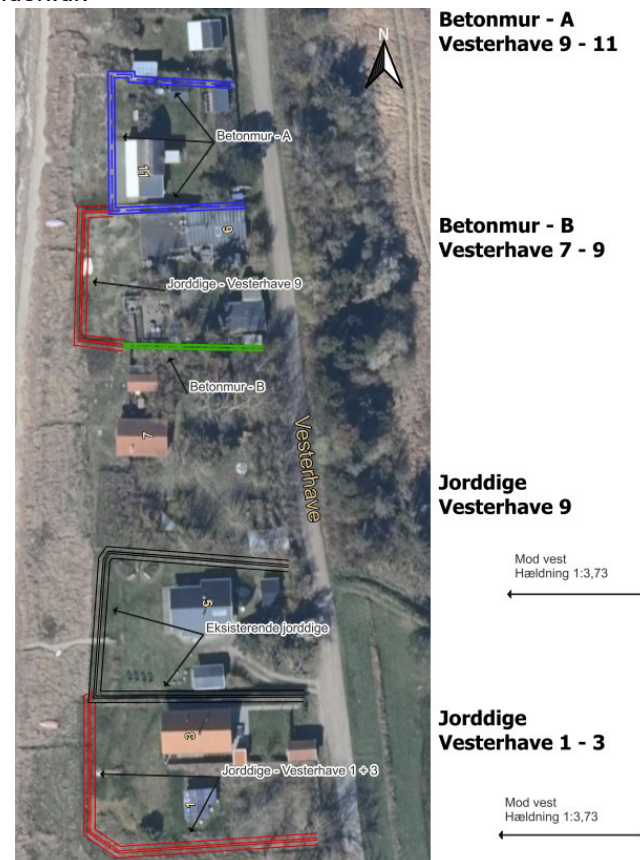 Betonmur - A
Vesterhave 9 - 11
N
Betonmur - A
11
9
Betonmur - B
Vesterhave 7 - 9
Jorddige - Vesterhave 9
Betonmur - B
7
Vesterhave
Jorddige
Vesterhave 9
Mod vest
Hældning 1:3,73
5
Eksisterende jorddige
3
Jorddige
Vesterhave 1 - 3
Jorddige - Vesterhave 1 + 3
1
Mod vest
Hældning 1:3,73